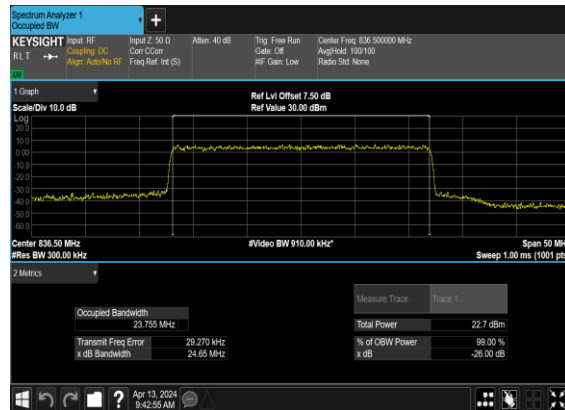 Spectrum Analyzer 1
Occupied BW
+
KEYSIGHT Input: RF Input Z: 50 Ω Atten: 40 dB Trig: Free Run Center Freq: 836.500000 MHz
RLT Coupling: DC Corr CCorr Gate: Off Avg|Hold: 100/100
Align: Auto/No RF Freq Ref: Int (S) #IF Gain: Low Radio Std: None
1 Graph
Ref Lvl Offset 7.50 dB
Scale/Div 10.0 dB Ref Value 30.00 dBm
Log
20.0
10.0
0.00
-10.0
-20.0
-30.0
-40.0
-50.0
-60.0
Center 836.50 MHz #Video BW 910.00 kHz* Span 50 MH
#Res BW 300.00 kHz Sweep 1.00 ms (1001 pts
2 Metrics
Measure Trace Trace 1
Occupied Bandwidth
23.755 MHz Total Power 22.7 dBm
Transmit Freq Error 29.270 kHz % of OBW Power 99.00 %
x dB Bandwidth 24.65 MHz x dB -26.00 dB
? Apr 13, 2024
9:42:55 AM